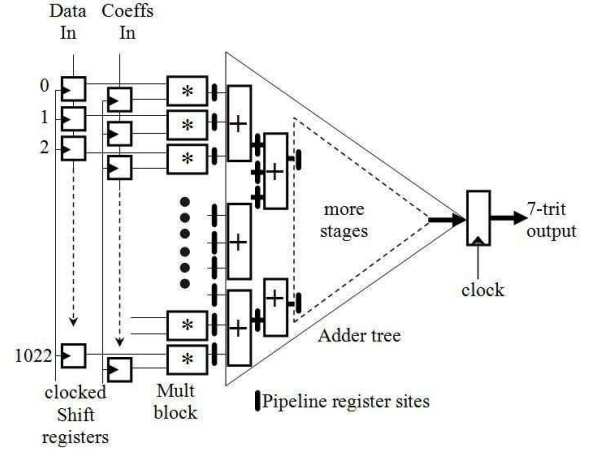 Data Coeffs
In In
0
*
1
*
+
2
*
+
more
stages
+
7-trit
output
+
clock
*
+
Adder tree
1022
*
clocked
Shift
registers
Mult
block
Pipeline register sites